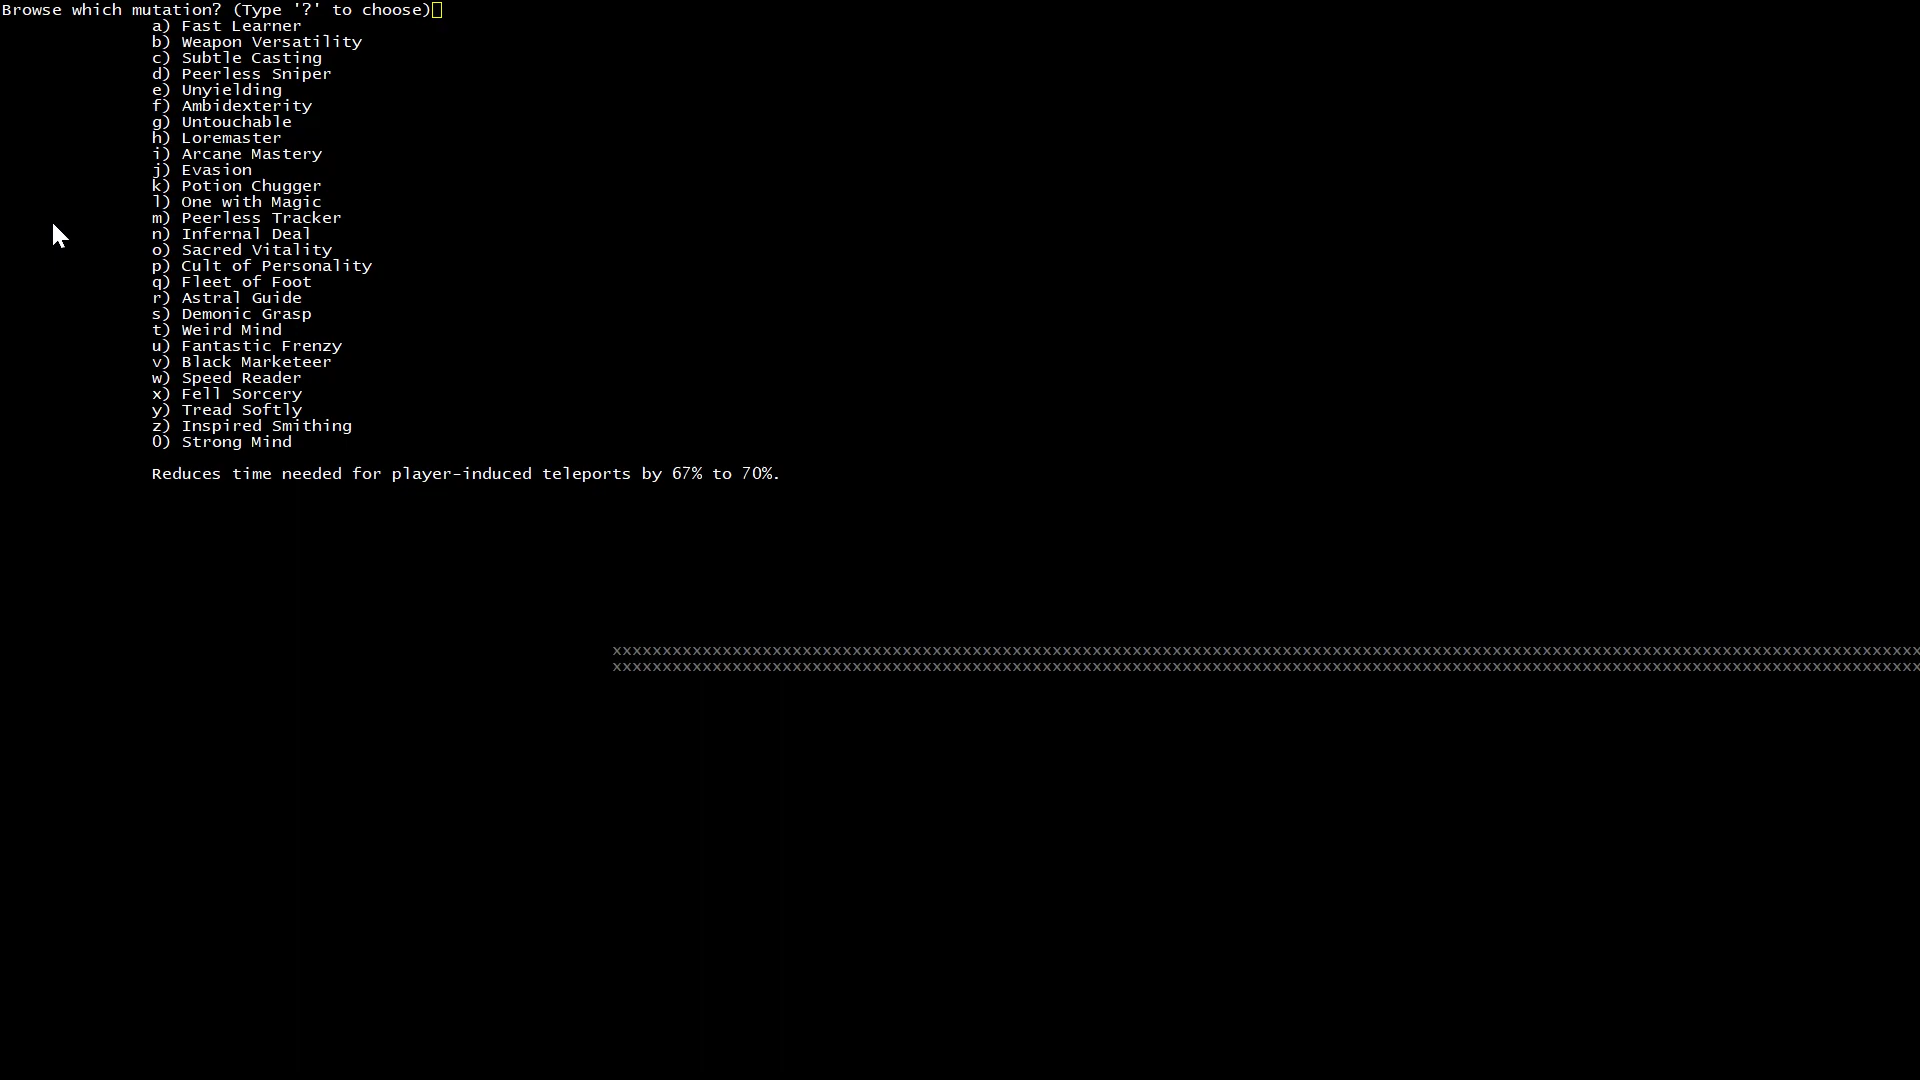 Browse which mutation? (Type '?' to choose)
a) Fast Learner
b) Weapon Versatility
c) Subtle Casting
d) Peerless Sniper
e) Unyielding
f) Ambidexterity
g) Untouchable
h) Loremaster
i) Arcane Mastery
j) Evasion
k) Potion Chugger
l) One with Magic
m) Peerless Tracker
n) Infernal Deal
o) Sacred Vitality
p) Cult of Personality
q) Fleet of Foot
r) Astral Guide
s) Demonic Grasp
t) Weird Mind
u) Fantastic Frenzy
v) Black Marketeer
w) Speed Reader
x) Fell Sorcery
y) Tread Softly
z) Inspired Smithing
0) Strong Mind
Reduces time needed for player-induced teleports by 67% to 70%.
xxxxxxxxxxxxxxxxxxxxxxxxxxxxxxxxxxxxxxxxxxxxxxxxxxxxxxxxxxxxxxxxxxxxxxxxxxxxxxxxxxxxxxxxxxxxxxxxxxxxxxxxxxxxxxxxxxxxxxxxxxxxxxxxxxx
xxxxxxxxxxxxxxxxxxxxxxxxxxxxxxxxxxxxxxxxxxxxxxxxxxxxxxxxxxxxxxxxxxxxxxxxxxxxxxxxxxxxxxxxxxxxxxxxxxxxxxxxxxxxxxxxxxxxxxxxxxxxxxxxxxx